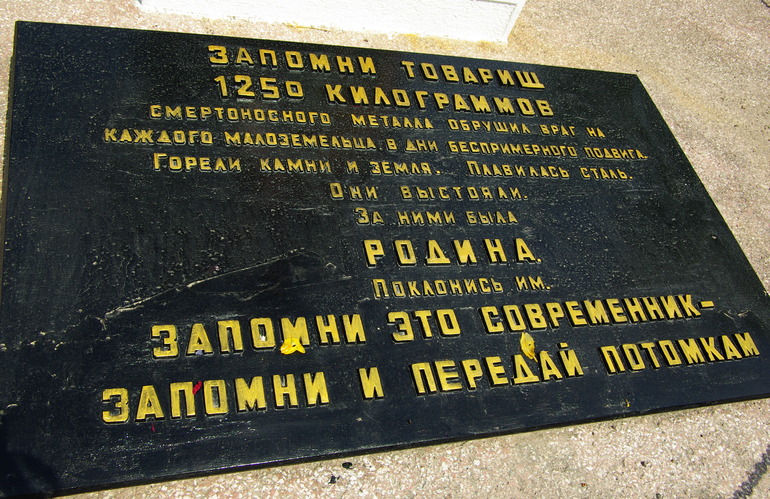 ЗАПОМНИ ТОВАРИЩ
1250 КИЛОГРАММОВ
СМЕРТОНОСНОГО МЕТАЛЛА ОБРУШИЛ ВРАГ НА
КАЖДОГО МАЛОЗЕМЕЛЬЦА, В ДНИ БЕСПРИМЕРНОГО ПОДВИГА.
ГОРЕЛИ КАМНИ И ЗЕМЛЯ. ПЛАВИЛАСЬ СТАЛЬ.
ОНИ ВЫСТОЯЛИ.
ЗА НИМИ БЫЛА
РОДИНА.
ПОКЛОНИСЬ ИМ.
ЗАПОМНИ ЭТО СОВРЕМЕННИК-
ЗАПОМНИ И ПЕРЕДАЙ ПОТОМКАМ